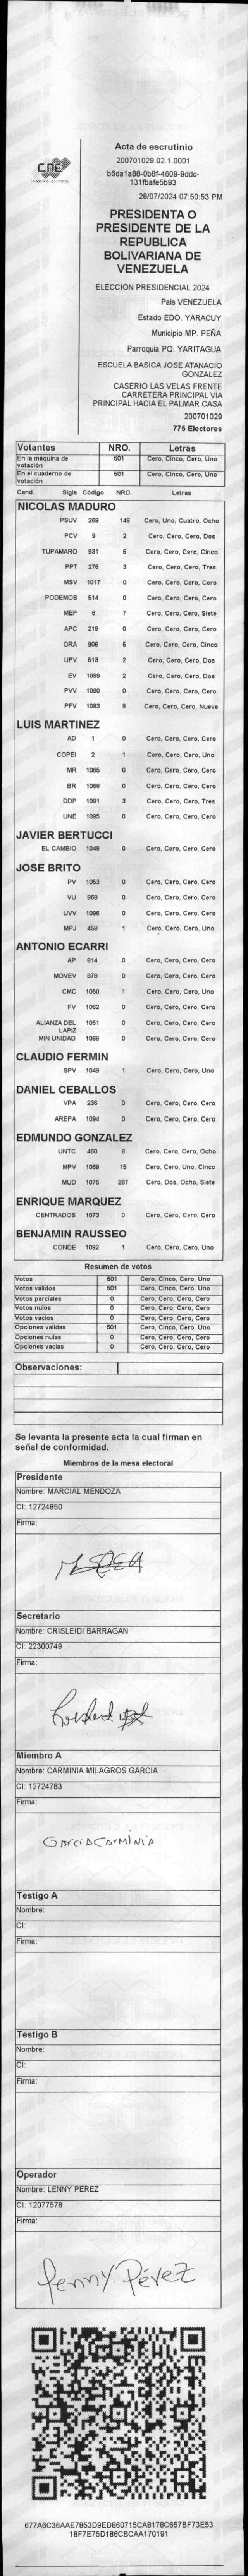 CNE
Acta de escrutinio
200701029.02.1.0001
b6da1a88-0b8f-4609-9ddc-
131fbafe5b93
28/07/2024 07:50:53 PM
PRESIDENTA O
PRESIDENTE DE LA
REPUBLICA
BOLIVARIANA DE
VENEZUELA
ELECCIÓN PRESIDENCIAL 2024
Pais VENEZUELA
Estado EDO. YARACUY
Municipio MP. PEÑA
Parroquia PQ. YARITAGUA
ESCUELA BASICA JOSE ATANACIO
GONZALEZ
CASERIO LAS VELAS FRENTE
CARRETERA PRINCIPAL VIA
PRINCIPAL HACIA EL PALMAR CASA
200701029
775 Electores
Votantes NRO. Letras
En la máquina de votación 501 Cero, Cinco, Cero, Uno
En el cuaderno de votación 501 Cero, Cinco, Cero, Uno
Cand. Sigla Código NRO. Letras
NICOLAS MADURO
PSUV 269 148 Cero, Uno, Cuatro, Ocho
PCV 9 2 Cero, Cero, Cero, Dos
TUPAMARO 931 5 Cero, Cero, Cero, Cinco
PPT 276 3 Cero, Cero, Cero, Tres
MSV 1017 0 Cero, Cero, Cero, Cero
PODEMOS 514 0 Cero, Cero, Cero, Cero
MEP 6 7 Cero, Cero, Cero, Siete
APC 219 0 Cero, Cero, Cero, Cero
ORA 906 5 Cero, Cero, Cero, Cinco
UPV 513 2 Cero, Cero, Cero, Dos
EV 1089 2 Cero, Cero, Cero, Dos
PVV 1090 0 Cero, Cero, Cero, Cero
PFV 1093 9 Cero, Cero, Cero, Nueve
LUIS MARTINEZ
AD 1 0 Cero, Cero, Cero, Cero
COPEI 2 1 Cero, Cero, Cero, Uno
MR 1065 0 Cero, Cero, Cero, Cero
BR 1066 0 Cero, Cero, Cero, Cero
DDP 1091 3 Cero, Cero, Cero, Tres
UNE 1095 0 Cero, Cero, Cero, Cero
JAVIER BERTUCCI
EL CAMBIO 1048 0 Cero, Cero, Cero, Cero
JOSE BRITO
PV 1053 0 Cero, Cero, Cero, Cero
VU 968 0 Cero, Cero, Cero, Cero
UVV 1096 0 Cero, Cero, Cero, Cero
MPJ 458 1 Cero, Cero, Cero, Uno
ANTONIO ECARRI
AP 914 0 Cero, Cero, Cero, Cero
MOVEV 978 0 Cero, Cero, Cero, Cero
CMC 1050 1 Cero, Cero, Cero, Uno
FV 1062 0 Cero, Cero, Cero, Cero
ALIANZA DEL LAPIZ 1051 0 Cero, Cero, Cero, Cero
MIN UNIDAD 1069 0 Cero, Cero, Cero, Cero
CLAUDIO FERMIN
SPV 1049 1 Cero, Cero, Cero, Uno
DANIEL CEBALLOS
VPA 236 0 Cero, Cero, Cero, Cero
AREPA 1094 0 Cero, Cero, Cero, Cero
EDMUNDO GONZALEZ
UNTC 460 8 Cero, Cero, Cero, Ocho
MPV 1069 15 Cero, Cero, Uno, Cinco
MUD 1075 287 Cero, Dos, Ocho, Siete
ENRIQUE MARQUEZ
CENTRADOS 1073 0 Cero, Cero, Cero, Cero
BENJAMIN RAUSSEO
CONDE 1092 1 Cero, Cero, Cero, Uno
Resumen de votos
Votos 501 Cero, Cinco, Cero, Uno
Votos validos 501 Cero, Cinco, Cero, Uno
Votos parciales 0 Cero, Cero, Cero, Cero
Votos nulos 0 Cero, Cero, Cero, Cero
Votos vacios 0 Cero, Cero, Cero, Cero
Opciones validas 501 Cero, Cinco, Cero, Uno
Opciones nulas 0 Cero, Cero, Cero, Cero
Opciones vacias 0 Cero, Cero, Cero, Cero
Observaciones:
Se levanta la presente acta la cual firman en
señal de conformidad.
Miembros de la mesa electoral
Presidente
Nombre: MARCIAL MENDOZA
CI: 12724850
Firma:
Secretario
Nombre: CRISLEIDI BARRAGAN
CI: 22300749
Firma:
Miembro A
Nombre: CARMINIA MILAGROS GARCIA
CI: 12724783
Firma:
Garcia Carminia
Testigo A
Nombre:
CI:
Firma:
Testigo B
Nombre:
CI:
Firma:
Operador
Nombre: LENNY PEREZ
CI: 12077578
Firma:
Lenny Pérez
677A8C36AAE7853D9ED860715CA8178C657BF73E53
18F7E75D186CBCAA170191